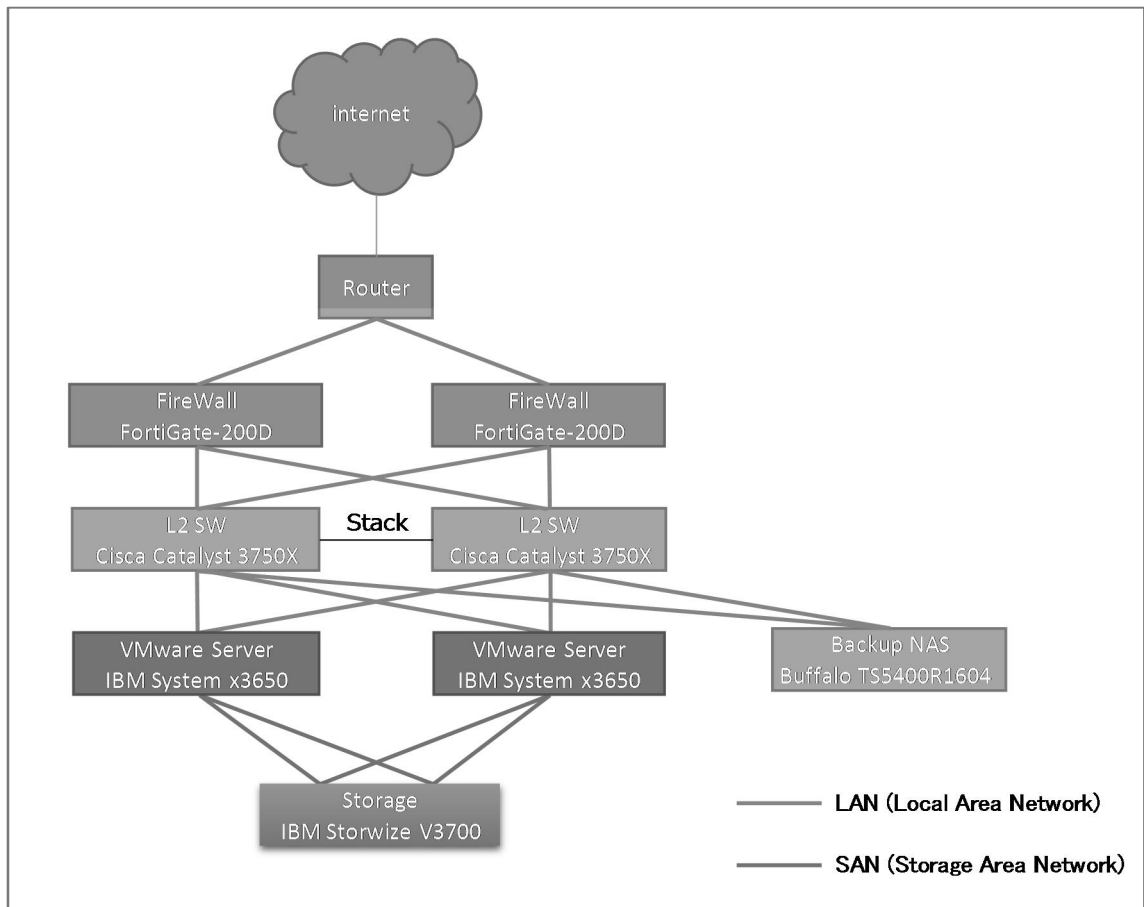 internet
Router
FireWall
FortiGate-200D
FireWall
FortiGate-200D
L2 SW
Cisca Catalyst 3750X
Stack
L2 SW
Cisca Catalyst 3750X
VMware Server
IBM System x3650
VMware Server
IBM System x3650
Backup NAS
Buffalo TS5400R1604
Storage
IBM Storwize V3700
LAN (Local Area Network)
SAN (Storage Area Network)